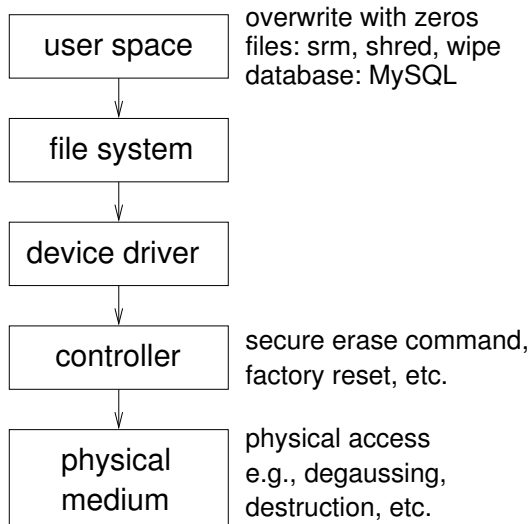 user space
overwrite with zeros
files: srm, shred, wipe
database: MySQL
file system
device driver
controller
secure erase command,
factory reset, etc.
physical
medium
physical access
e.g., degaussing,
destruction, etc.